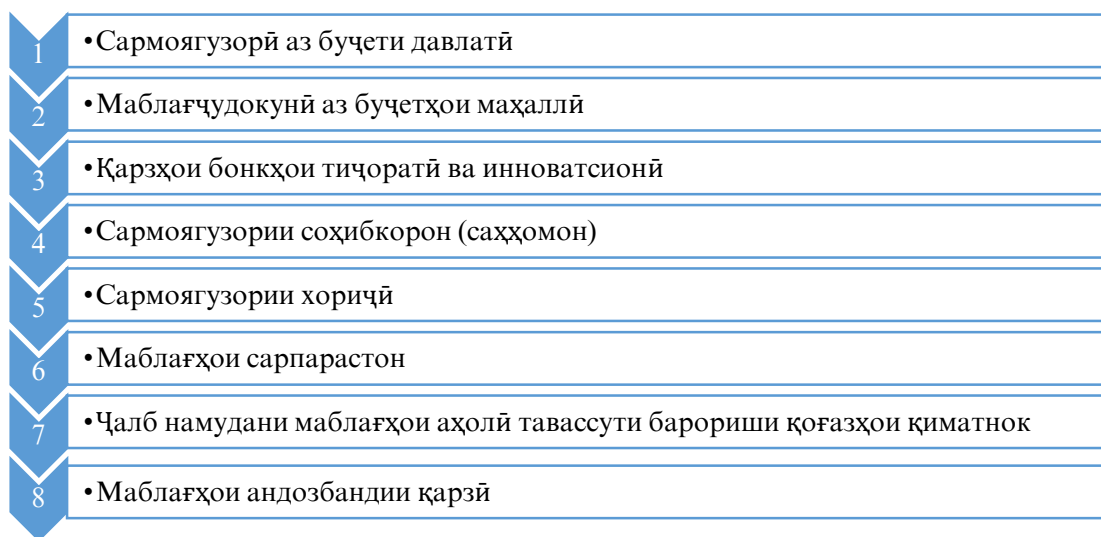 1 •Сармоягузорӣ аз буҷети давлатӣ
2 •Маблағҷудокунӣ аз буҷетҳои маҳаллӣ
3 •Қарзҳои бонкҳои тиҷоратӣ ва инноватсионӣ
4 •Сармоягузории соҳибкорон (саҳҳомон)
5 •Сармоягузории хориҷӣ
6 •Маблағҳои сарпарастон
7 •Ҷалб намудани маблағҳои аҳолӣ тавассути барориши қоғазҳои қиматнок
8 •Маблағҳои андозбандии қарзӣ